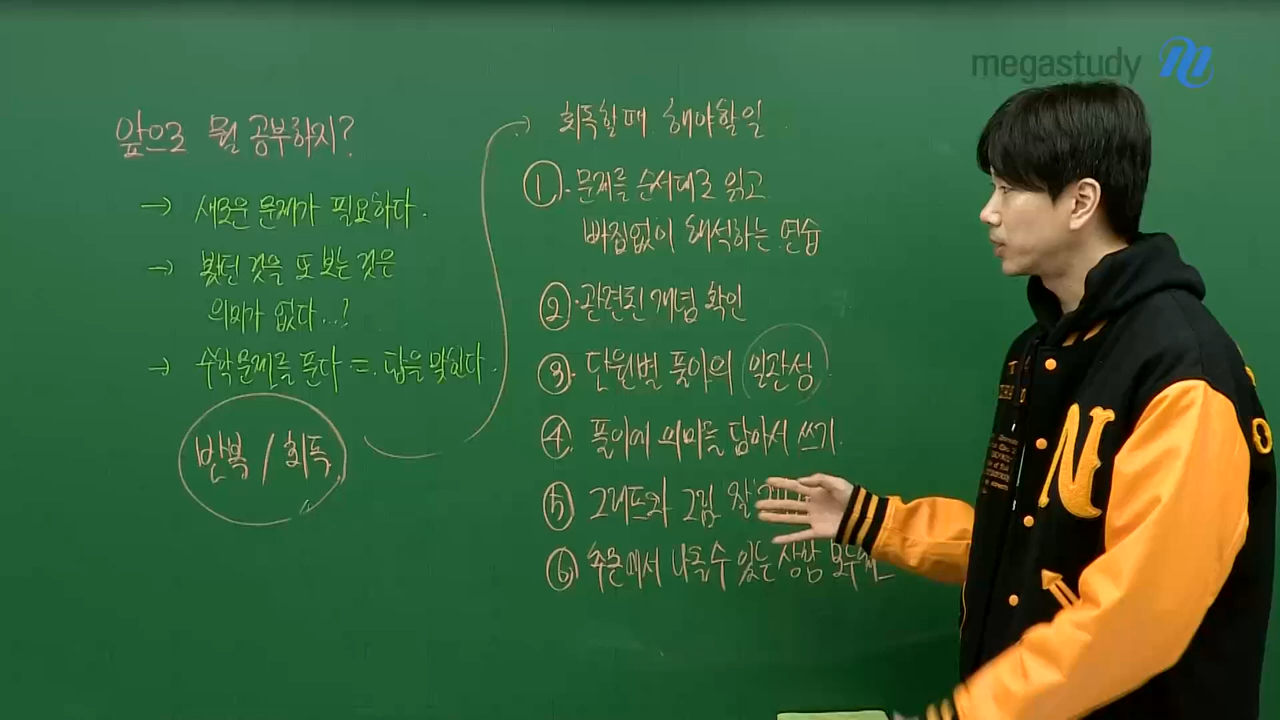 megastudy
앞으로 뭘 공부하지?
→ 새로운 문제가 필요하다.
→ 봤던 것을 또 보는 것은
의미가 없다...?
→ 수학문제를 푼다 = 답을 맞힌다.
반복 / 회독
회독할때 해야할일
① 문제를 순서대로 읽고
빠짐없이 해석하는 연습
② 관련된 개념 확인
③ 단원별 풀이의 일관성
④ 풀이에 의미를 담아서 쓰기.
⑤ 그래프와 그림 잘
⑥ 추론에서 나올수 있는 상황
N